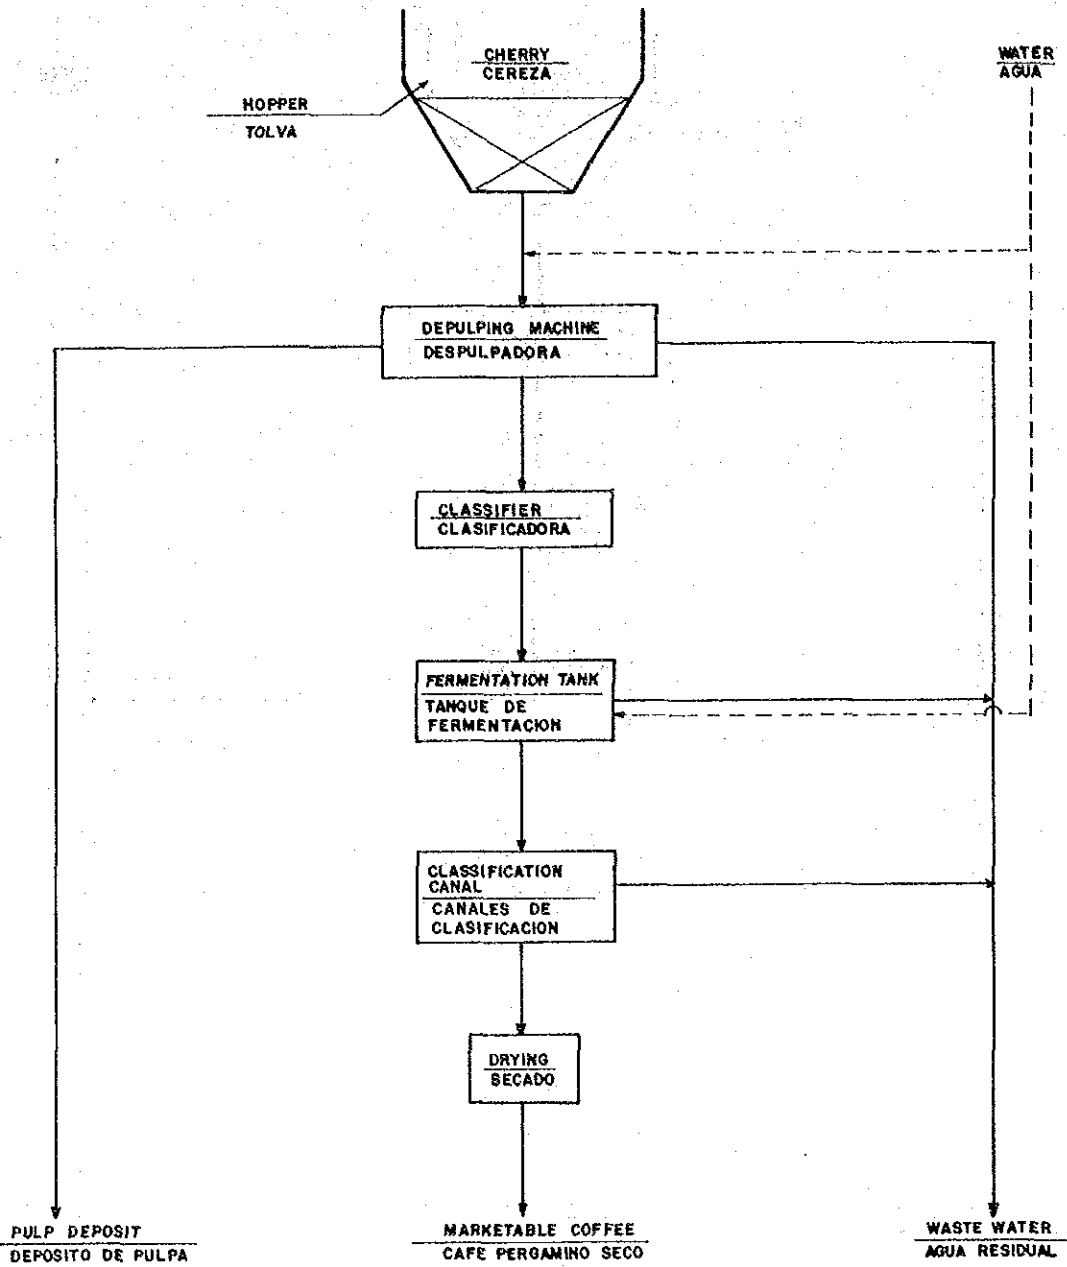 CHERRY
CEREZA
WATER
AGUA
HOPPER
TOLVA
DEPULPING MACHINE
DESPULPADORA
CLASSIFIER
CLASIFICADORA
FERMENTATION TANK
TANQUE DE
FERMENTACION
CLASSIFICATION
CANAL
CANALES DE
CLASIFICACION
DRYING
SECADO
PULP DEPOSIT
DEPOSITO DE PULPA
MARKETABLE COFFEE
CAFE PERGAMINO SECO
WASTE WATER
AGUA RESIDUAL